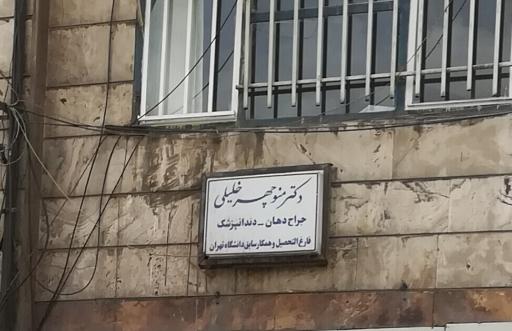 دکتر منوچهر خلیلی
جراح دهان - دندانپزشک
فارغ التحصیل و همکار سابق دانشگاه تهران